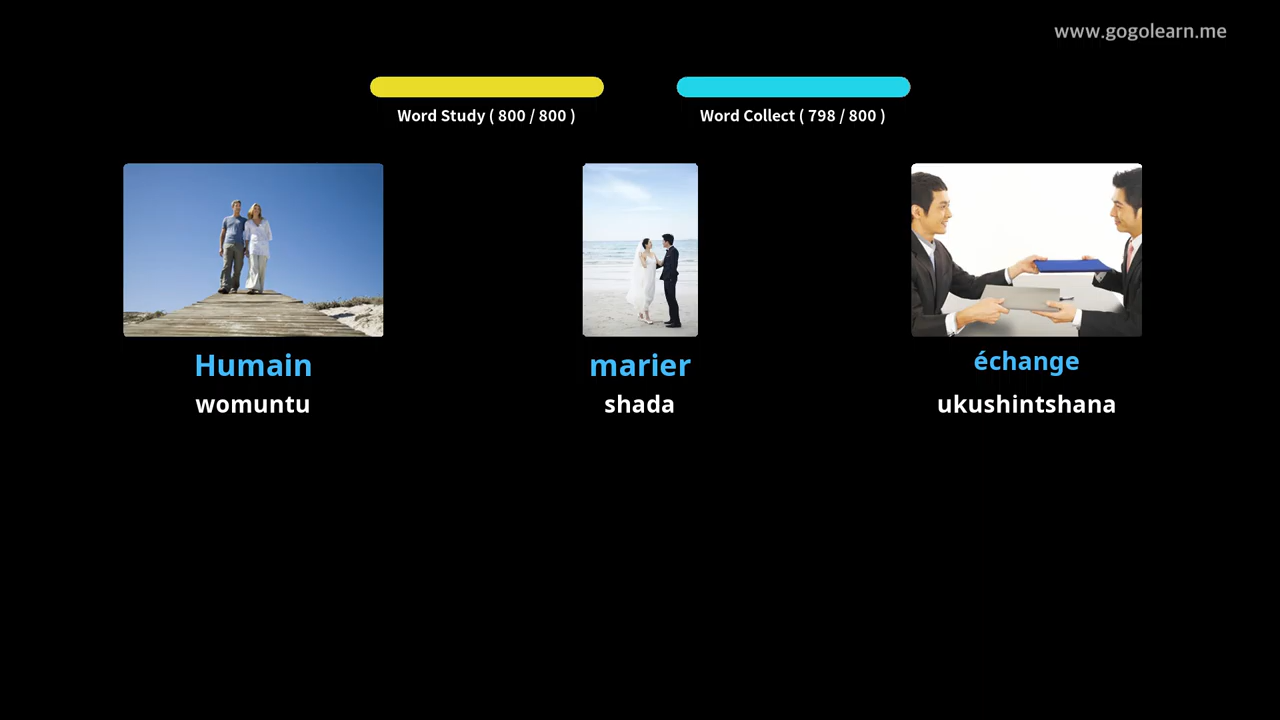 www.gogolearn.me
Word Study ( 800 / 800 )
Word Collect ( 798 / 800 )
Humain
womuntu
marier
shada
échange
ukushintshana